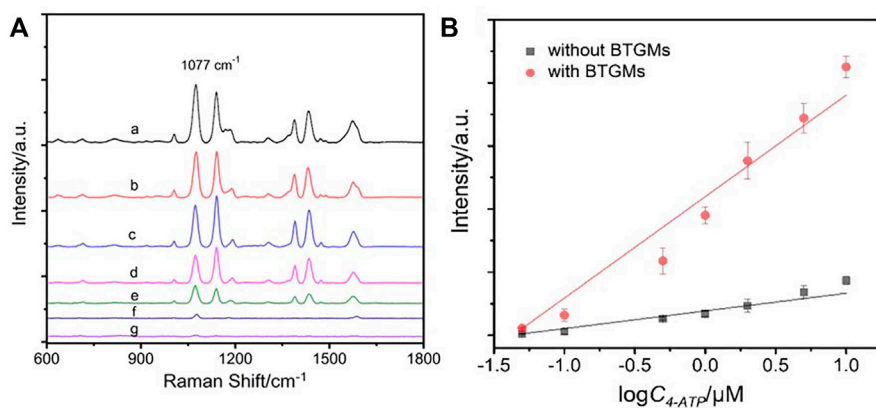 A
1077 cm⁻¹
a
b
c
d
e
f
g
Intensity/a.u.
600 900 1200 1500 1800
Raman Shift/cm⁻¹
B
without BTGMs
with BTGMs
Intensity/a.u.
-1.5 -1.0 -0.5 0.0 0.5 1.0
logC₄₋ATP/μM